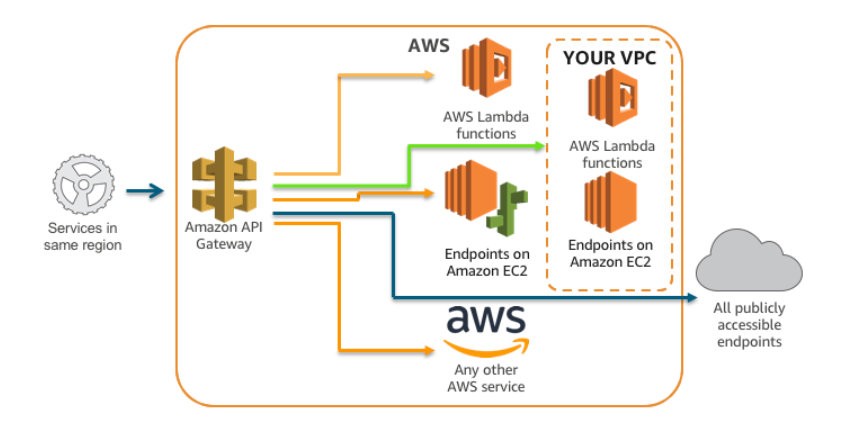 AWS
YOUR VPC
AWS Lambda
functions
AWS Lambda
functions
Services in
same region
Amazon API
Gateway
Endpoints on
Amazon EC2
Endpoints on
Amazon EC2
All publicly
accessible
endpoints
aws
Any other
AWS service